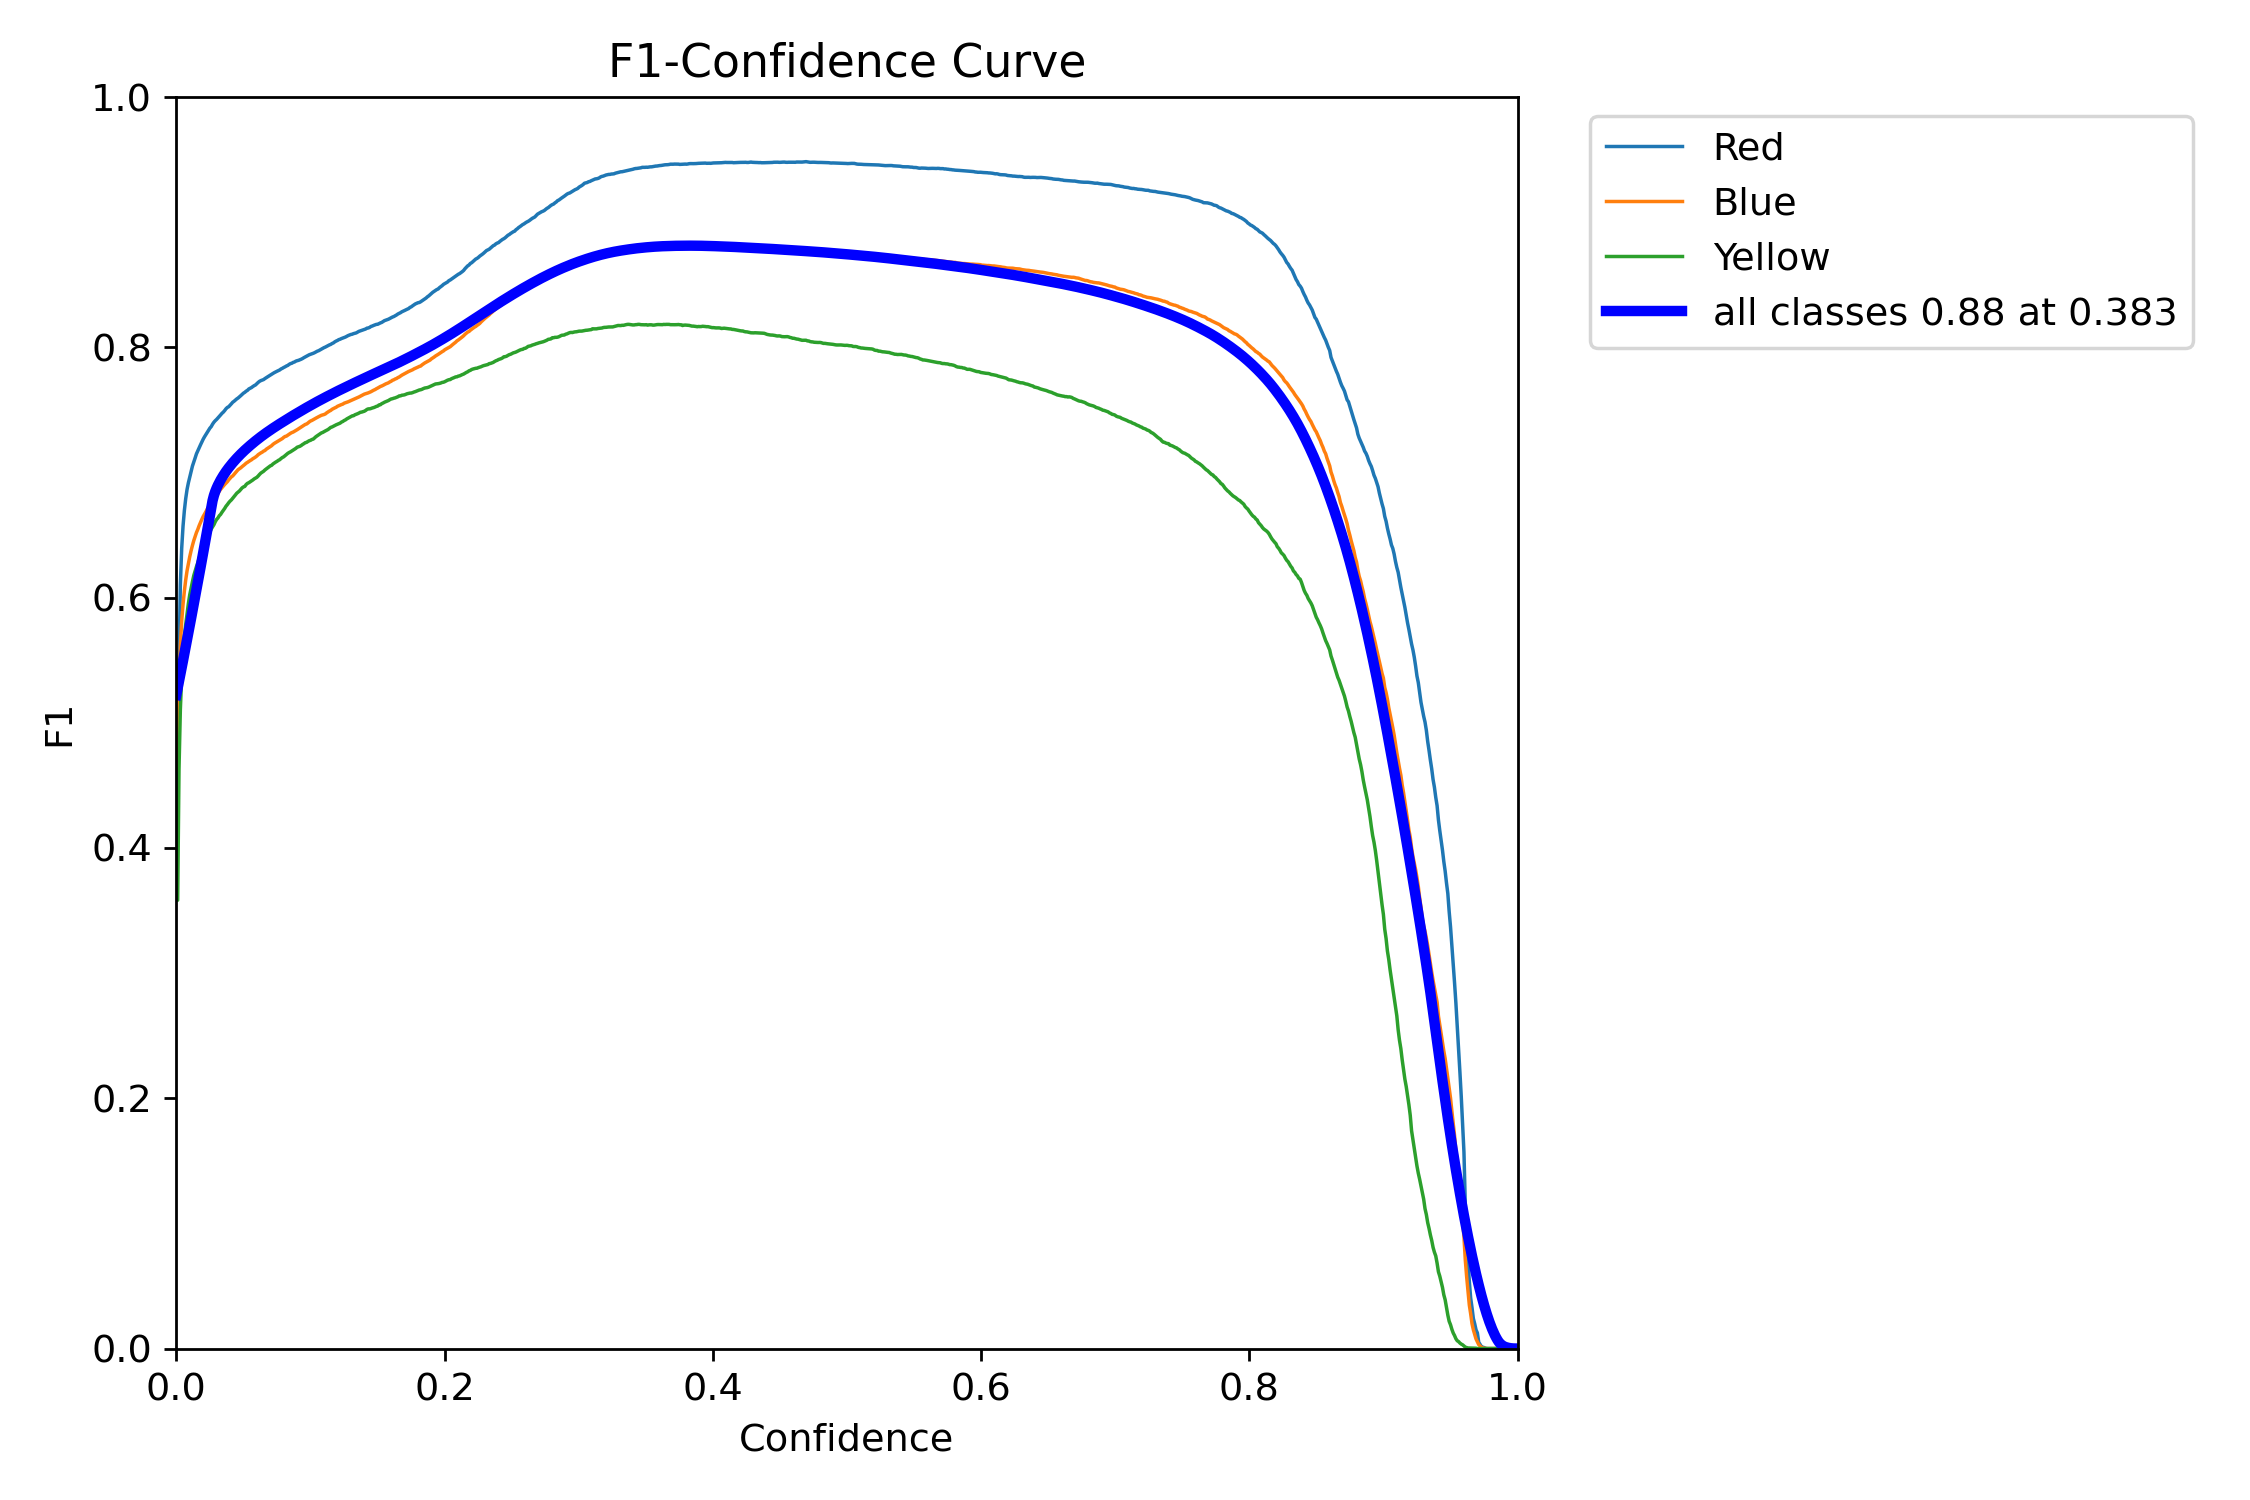 F1-Confidence Curve
1.0
0.8
0.6
0.4
0.2
0.0
F1
0.0 0.2 0.4 0.6 0.8 1.0
Confidence
Red
Blue
Yellow
all classes 0.88 at 0.383